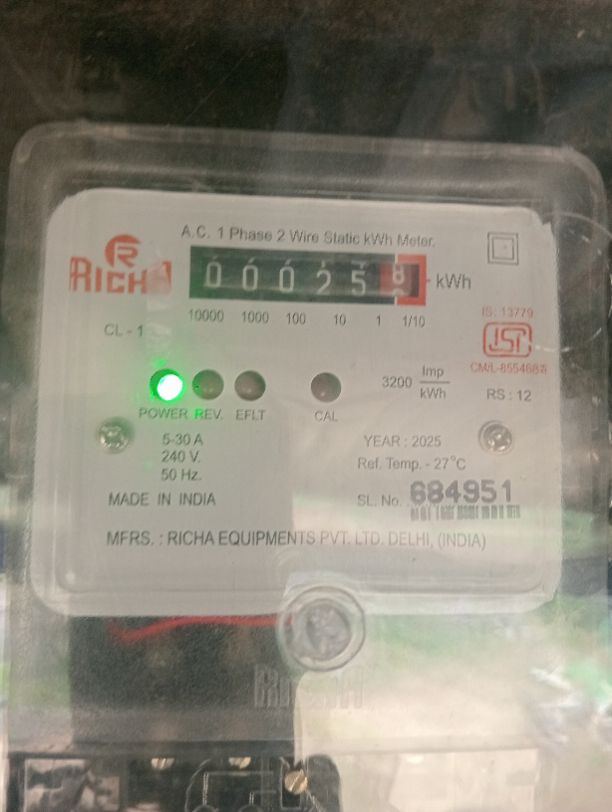 A.C. 1 Phase 2 Wire Static kWh Meter.
R
RICHA
000258 kWh
10000 1000 100 10 1 1/10
CL - 1
IS: 13779
ISI
3200 Imp/kWh
RS : 12
POWER REV. EFLT CAL
5-30 A
240 V.
50 Hz.
YEAR : 2025
Ref. Temp. - 27°C
MADE IN INDIA
SL. No. 684951
MFRS. : RICHA EQUIPMENTS PVT. LTD. DELHI, (INDIA)
RICHA